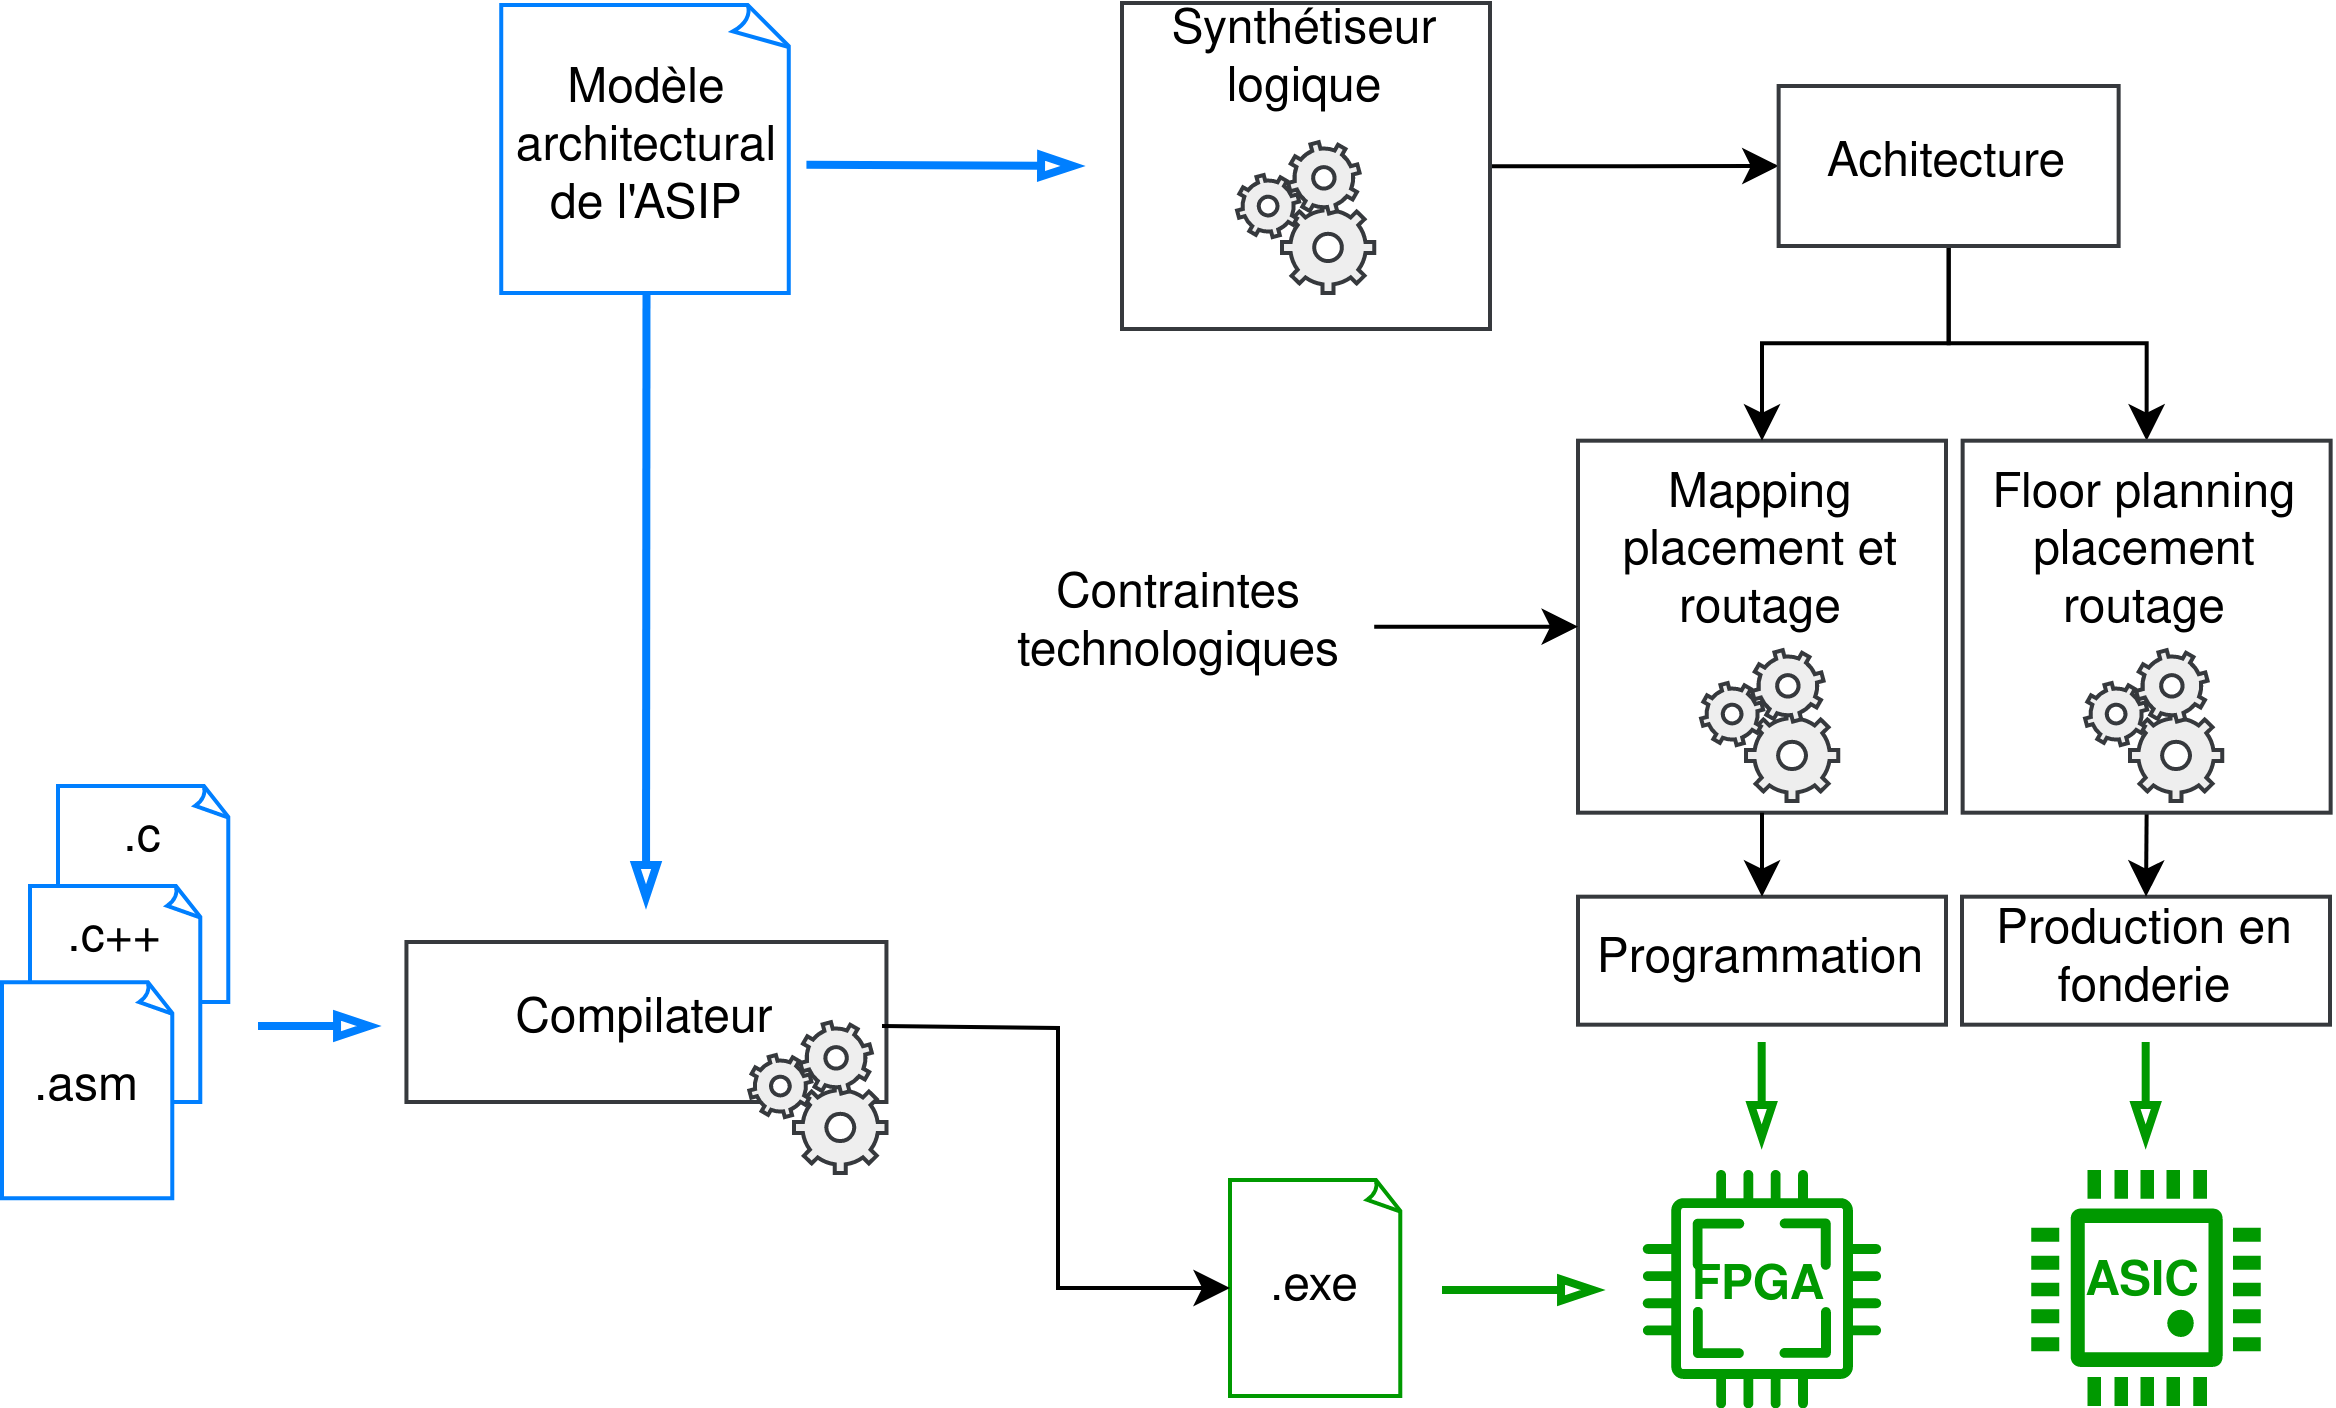 Modèle
architectural
de l'ASIP
Synthétiseur
logique
Achitecture
Mapping
placement et
routage
Floor planning
placement
routage
Contraintes
technologiques
.c
.c++
.asm
Compilateur
Programmation
Production en
fonderie
.exe
FPGA
ASIC